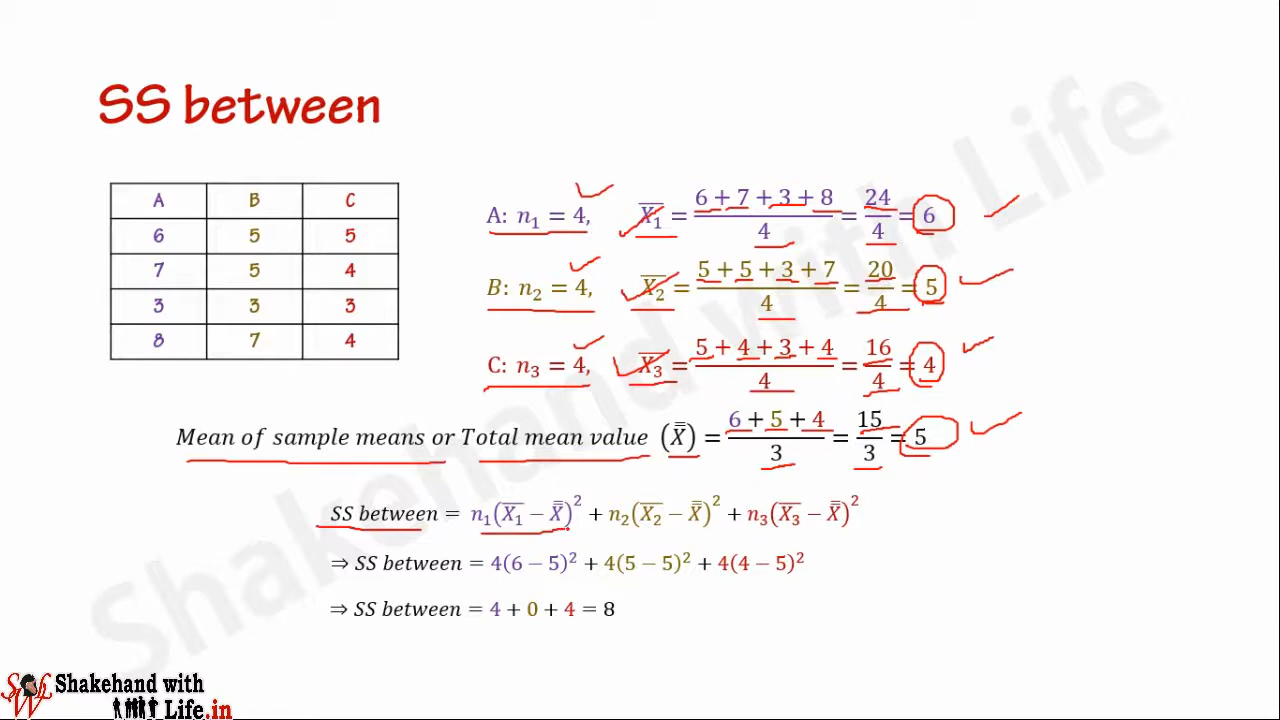 SS between
A B C
6 5 5
7 5 4
3 3 3
8 7 4
A: n₁ = 4, X̅₁ = (6 + 7 + 3 + 8)/4 = 24/4 = 6
B: n₂ = 4, X̅₂ = (5 + 5 + 3 + 7)/4 = 20/4 = 5
C: n₃ = 4, X̅₃ = (5 + 4 + 3 + 4)/4 = 16/4 = 4
Mean of sample means or Total mean value (X̿) = (6 + 5 + 4)/3 = 15/3 = 5
SS between = n₁(X̅₁ − X̿)² + n₂(X̅₂ − X̿)² + n₃(X̅₃ − X̿)²
⇒ SS between = 4(6 − 5)² + 4(5 − 5)² + 4(4 − 5)²
⇒ SS between = 4 + 0 + 4 = 8
Shakehand with Life
Shakehand with
Life.in